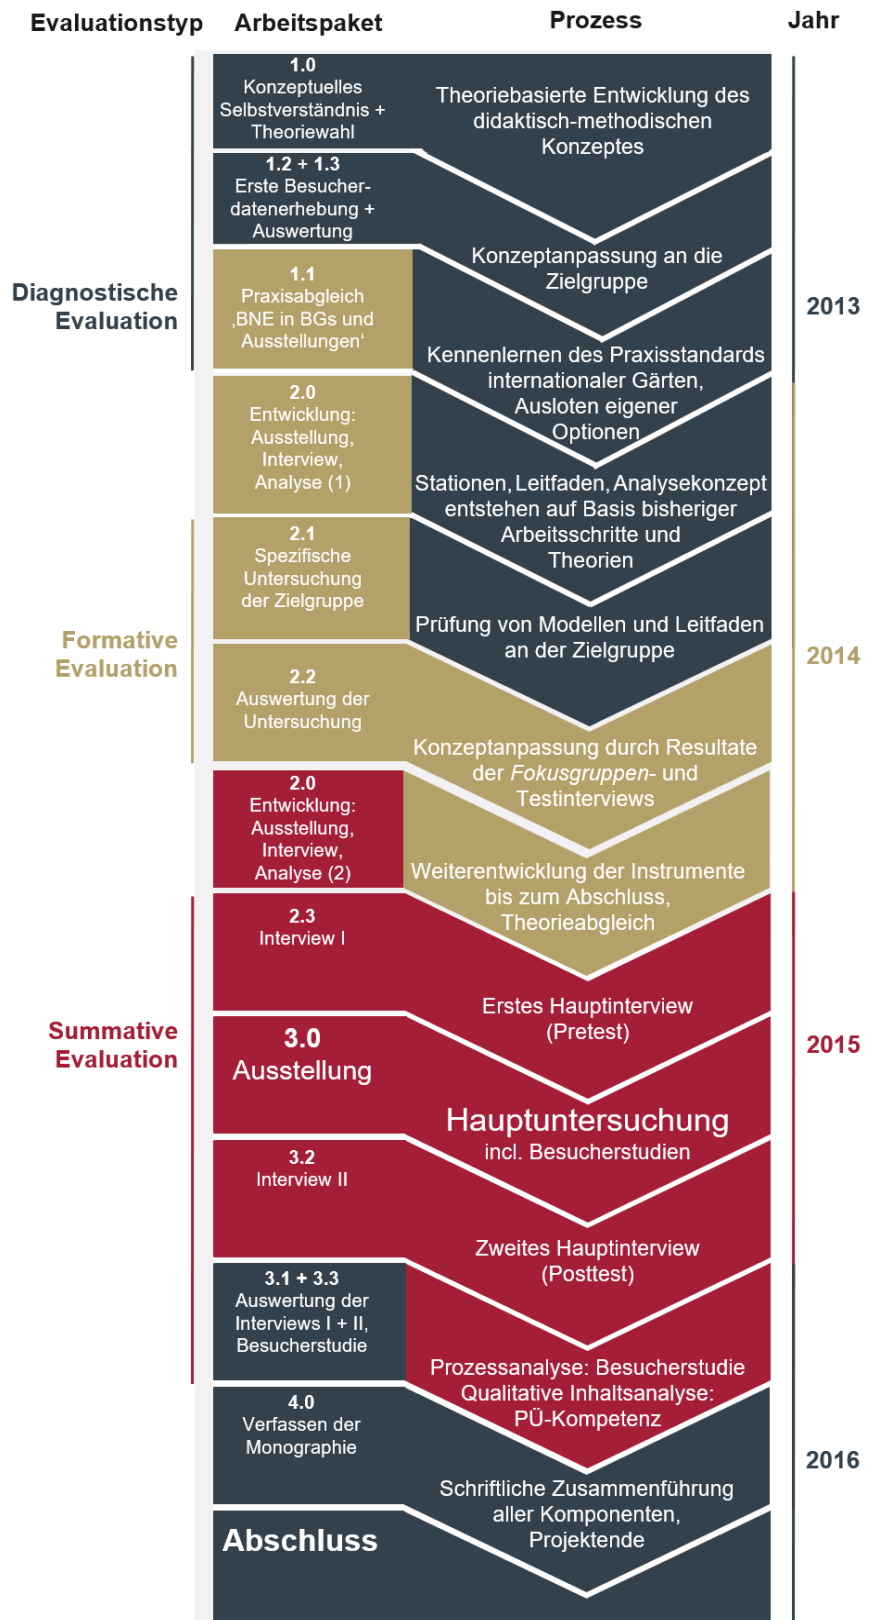 Evaluationstyp Arbeitspaket Prozess Jahr
1.0
Konzeptuelles
Selbstverständnis +
Theoriewahl
Theoriebasierte Entwicklung des
didaktisch-methodischen
Konzeptes
1.2 + 1.3
Erste Besucher-
datenerhebung +
Auswertung
Konzeptanpassung an die
Zielgruppe
Diagnostische
Evaluation
2013
1.1
Praxisabgleich
‚BNE in BGs und
Ausstellungen‘
Kennenlernen des Praxisstandards
internationaler Gärten,
Ausloten eigener
Optionen
2.0
Entwicklung:
Ausstellung,
Interview,
Analyse (1)
Stationen, Leitfaden, Analysekonzept
entstehen auf Basis bisheriger
Arbeitsschritte und
Theorien
2.1
Spezifische
Untersuchung
der Zielgruppe
Prüfung von Modellen und Leitfaden
an der Zielgruppe
Formative
Evaluation
2014
2.2
Auswertung der
Untersuchung
Konzeptanpassung durch Resultate
der Fokusgruppen- und
Testinterviews
2.0
Entwicklung:
Ausstellung,
Interview,
Analyse (2)
Weiterentwicklung der Instrumente
bis zum Abschluss,
Theorieabgleich
2.3
Interview I
Erstes Hauptinterview
(Pretest)
Summative
Evaluation
2015
3.0
Ausstellung
Hauptuntersuchung
incl. Besucherstudien
3.2
Interview II
Zweites Hauptinterview
(Posttest)
3.1 + 3.3
Auswertung der
Interviews I + II,
Besucherstudie
Prozessanalyse: Besucherstudie
Qualitative Inhaltsanalyse:
PÜ-Kompetenz
4.0
Verfassen der
Monographie
2016
Schriftliche Zusammenführung
aller Komponenten,
Projektende
Abschluss